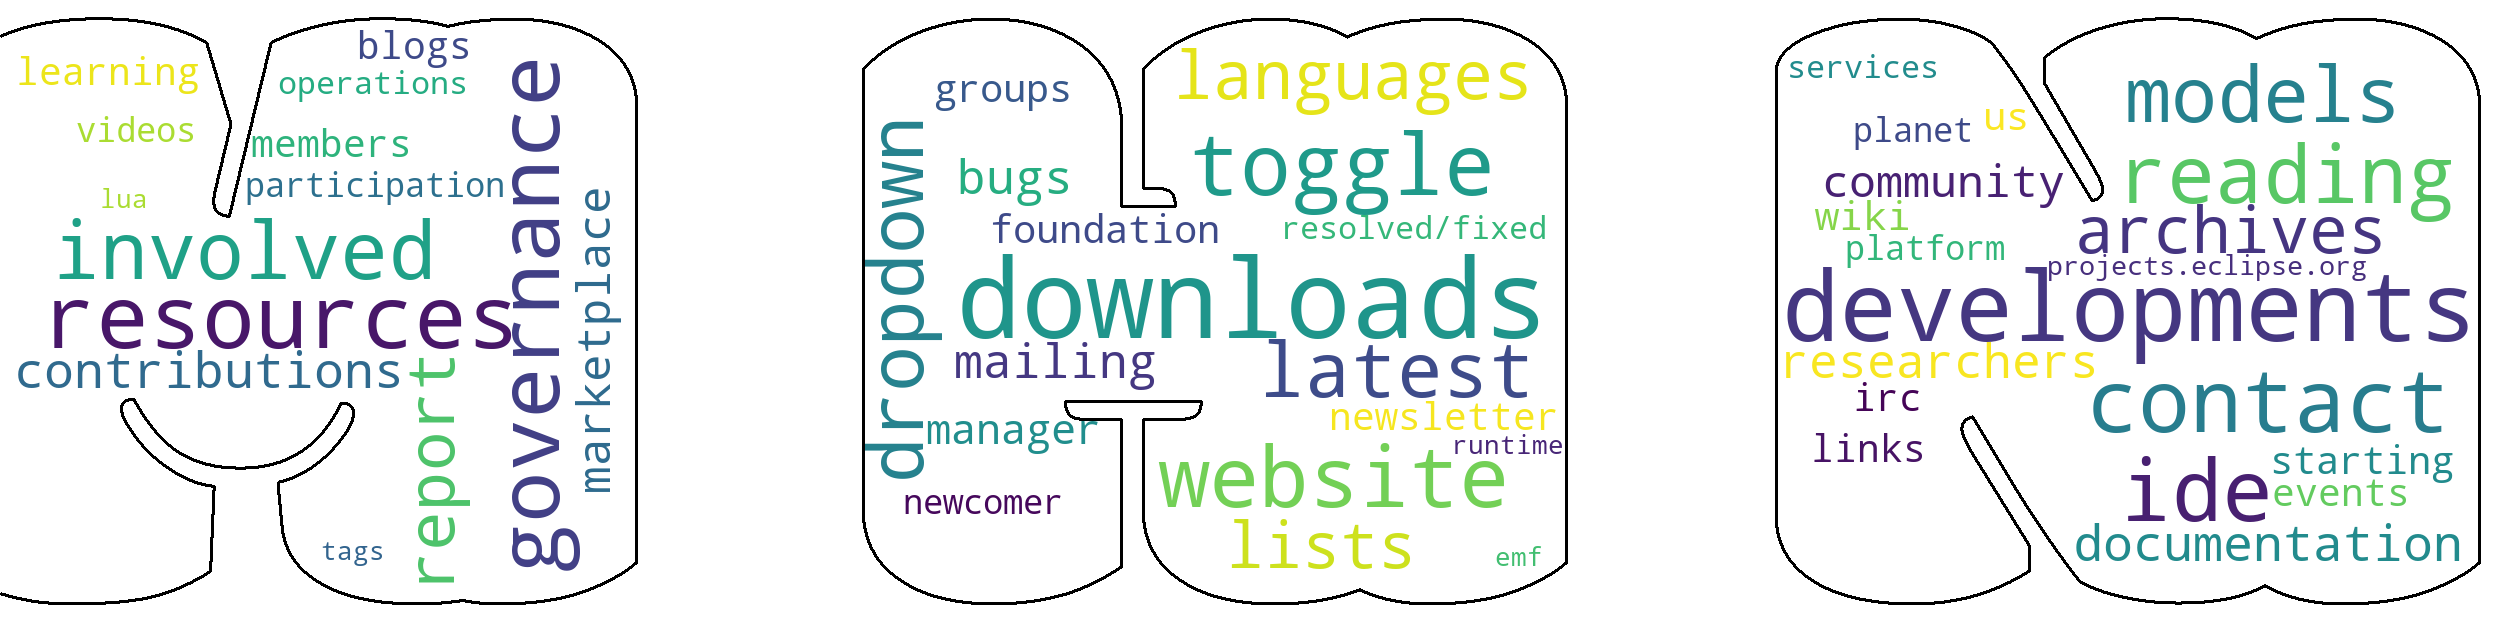 learning
blogs
operations
videos
members
participation
lua
involved
resources
contributions
report
governance
marketplace
tags
groups
languages
bugs
toggle
dropdown
foundation
resolved/fixed
downloads
mailing
latest
manager
newsletter
runtime
website
newcomer
lists
emf
services
models
planet
us
community
reading
wiki
archives
platform
projects.eclipse.org
developments
researchers
irc
contact
links
starting
ide
events
documentation